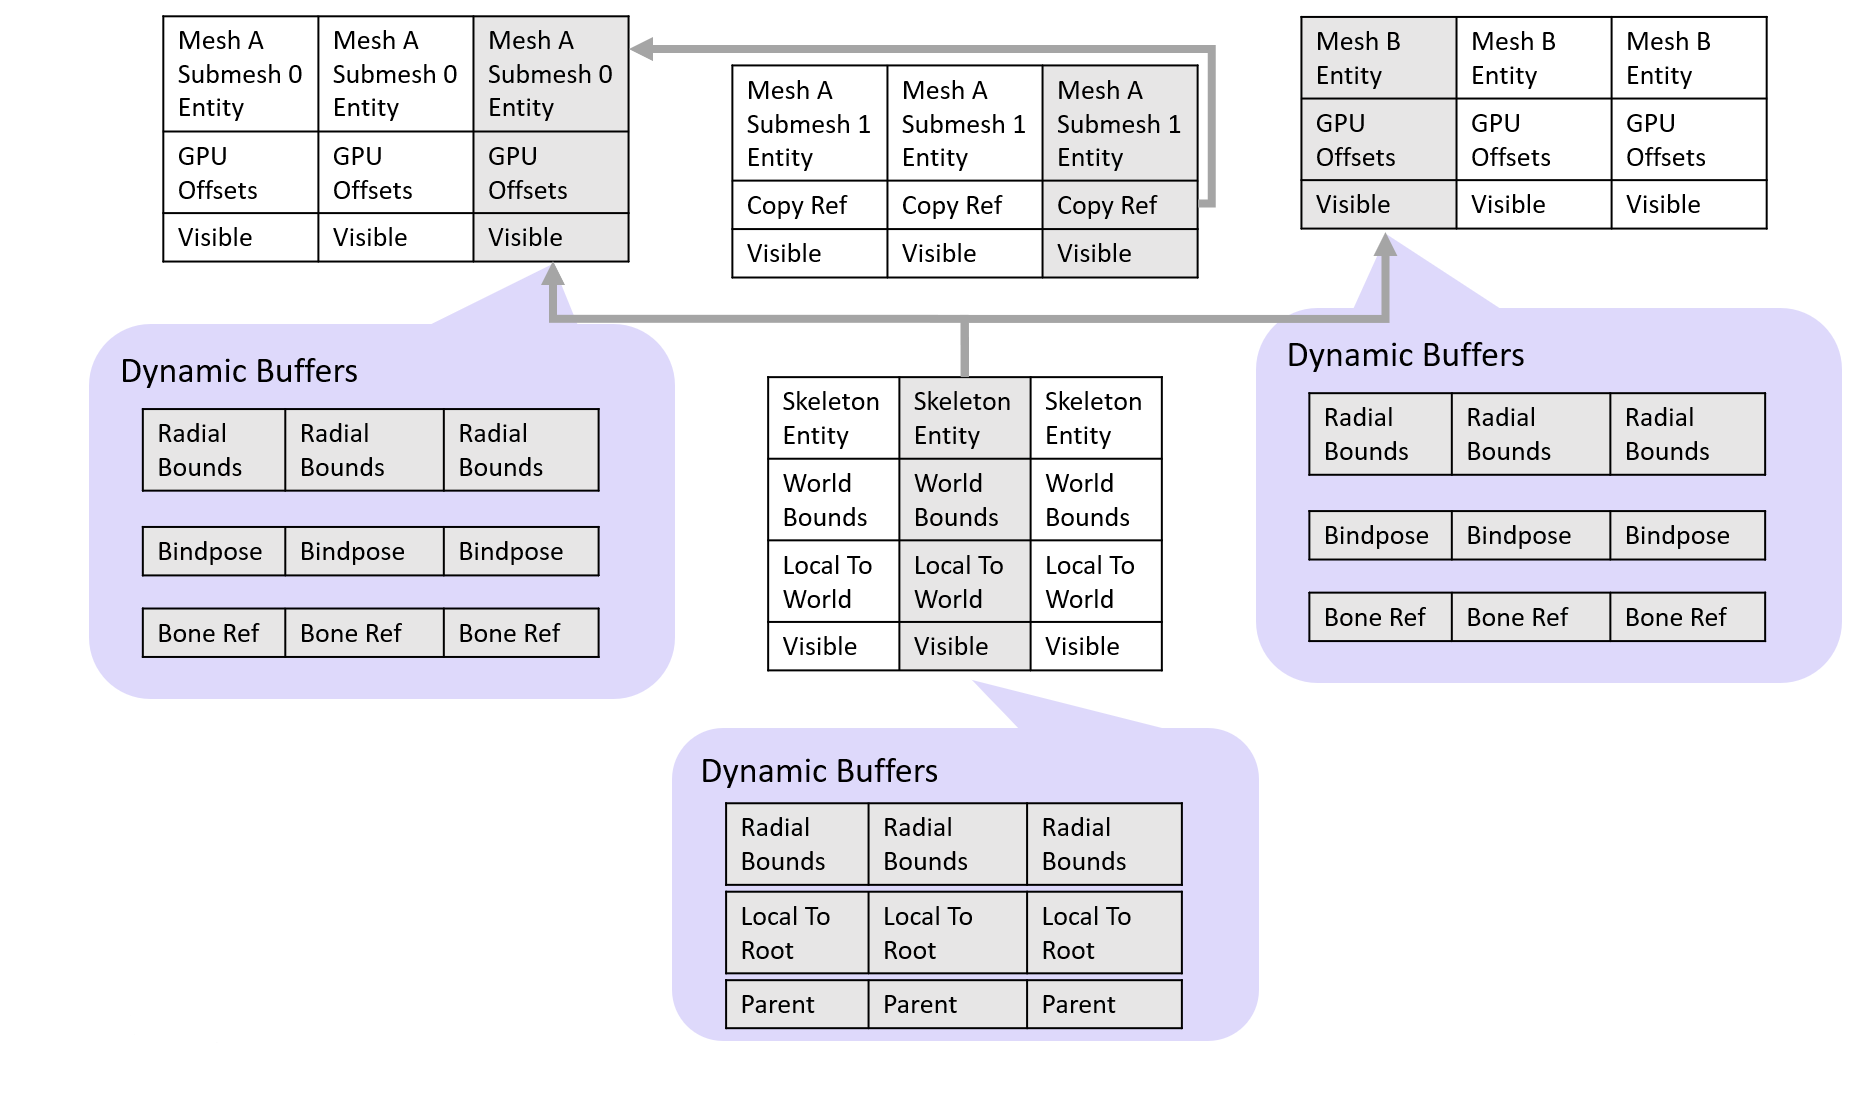 Mesh A Mesh A Mesh A
Submesh 0 Submesh 0 Submesh 0
Entity Entity Entity
GPU GPU GPU
Offsets Offsets Offsets
Visible Visible Visible
Mesh A Mesh A Mesh A
Submesh 1 Submesh 1 Submesh 1
Entity Entity Entity
Copy Ref Copy Ref Copy Ref
Visible Visible Visible
Mesh B Mesh B Mesh B
Entity Entity Entity
GPU GPU GPU
Offsets Offsets Offsets
Visible Visible Visible
Dynamic Buffers
Radial Radial Radial
Bounds Bounds Bounds
Bindpose Bindpose Bindpose
Bone Ref Bone Ref Bone Ref
Skeleton Skeleton Skeleton
Entity Entity Entity
World World World
Bounds Bounds Bounds
Local To Local To Local To
World World World
Visible Visible Visible
Dynamic Buffers
Radial Radial Radial
Bounds Bounds Bounds
Bindpose Bindpose Bindpose
Bone Ref Bone Ref Bone Ref
Dynamic Buffers
Radial Radial Radial
Bounds Bounds Bounds
Local To Local To Local To
Root Root Root
Parent Parent Parent